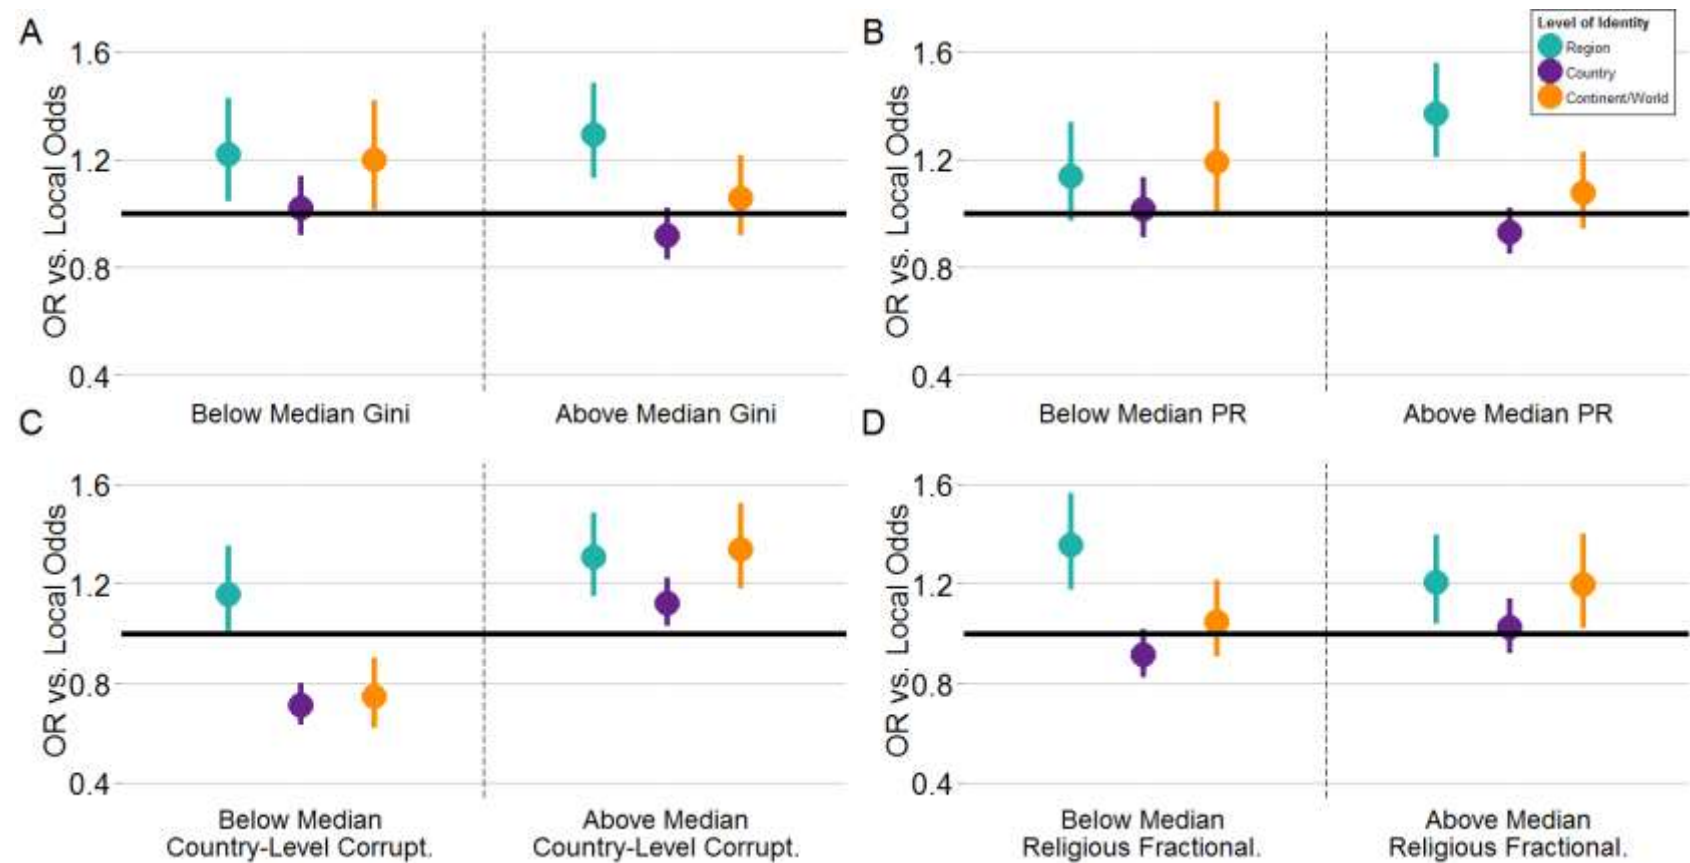 A
1.6
1.2
0.8
0.4
OR vs. Local Odds
Below Median Gini
Above Median Gini
B
1.6
1.2
0.8
0.4
OR vs. Local Odds
Level of Identity
Region
Country
Continent/World
Below Median PR
Above Median PR
C
1.6
1.2
0.8
0.4
OR vs. Local Odds
Below Median
Country-Level Corrupt.
Above Median
Country-Level Corrupt.
D
1.6
1.2
0.8
0.4
OR vs. Local Odds
Below Median
Religious Fractional.
Above Median
Religious Fractional.